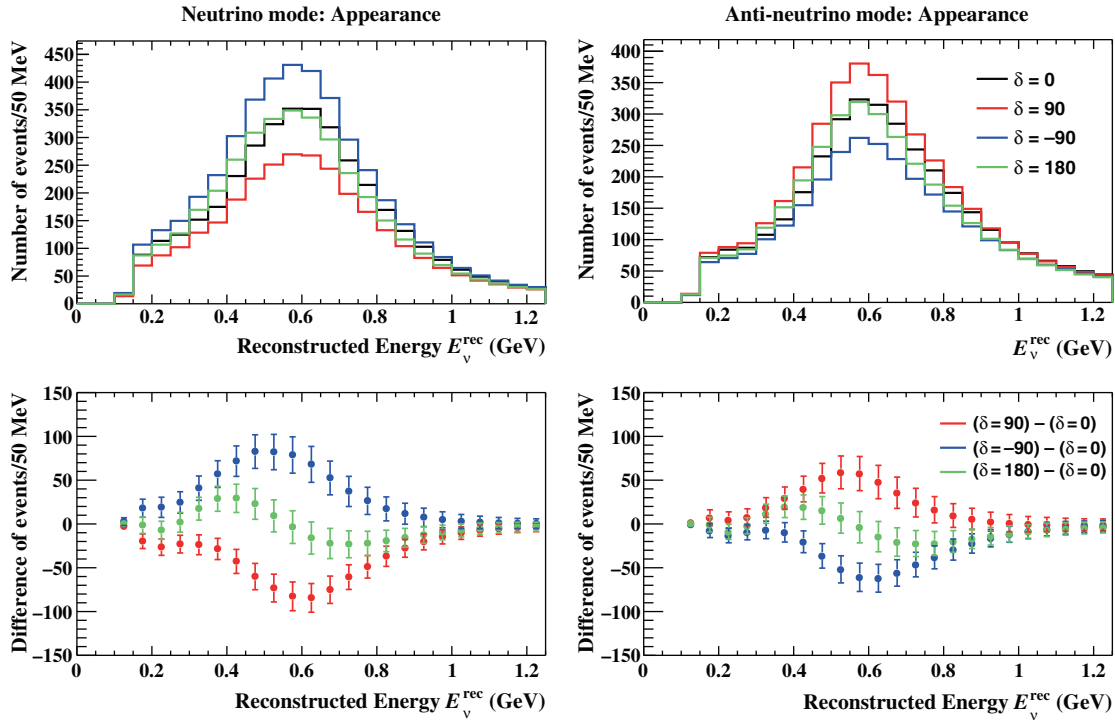 Neutrino mode: Appearance
Number of events/50 MeV
450
400
350
300
250
200
150
100
50
0
0 0.2 0.4 0.6 0.8 1 1.2
Reconstructed Energy E_ν^rec (GeV)
Anti-neutrino mode: Appearance
Number of events/50 MeV
400
350
300
250
200
150
100
50
0
δ = 0
δ = 90
δ = −90
δ = 180
0 0.2 0.4 0.6 0.8 1 1.2
E_ν^rec (GeV)
Difference of events/50 MeV
150
100
50
0
−50
−100
−150
0 0.2 0.4 0.6 0.8 1 1.2
Reconstructed Energy E_ν^rec (GeV)
Difference of events/50 MeV
150
100
50
0
−50
−100
−150
(δ = 90) − (δ = 0)
(δ = −90) − (δ = 0)
(δ = 180) − (δ = 0)
0 0.2 0.4 0.6 0.8 1 1.2
Reconstructed Energy E_ν^rec (GeV)